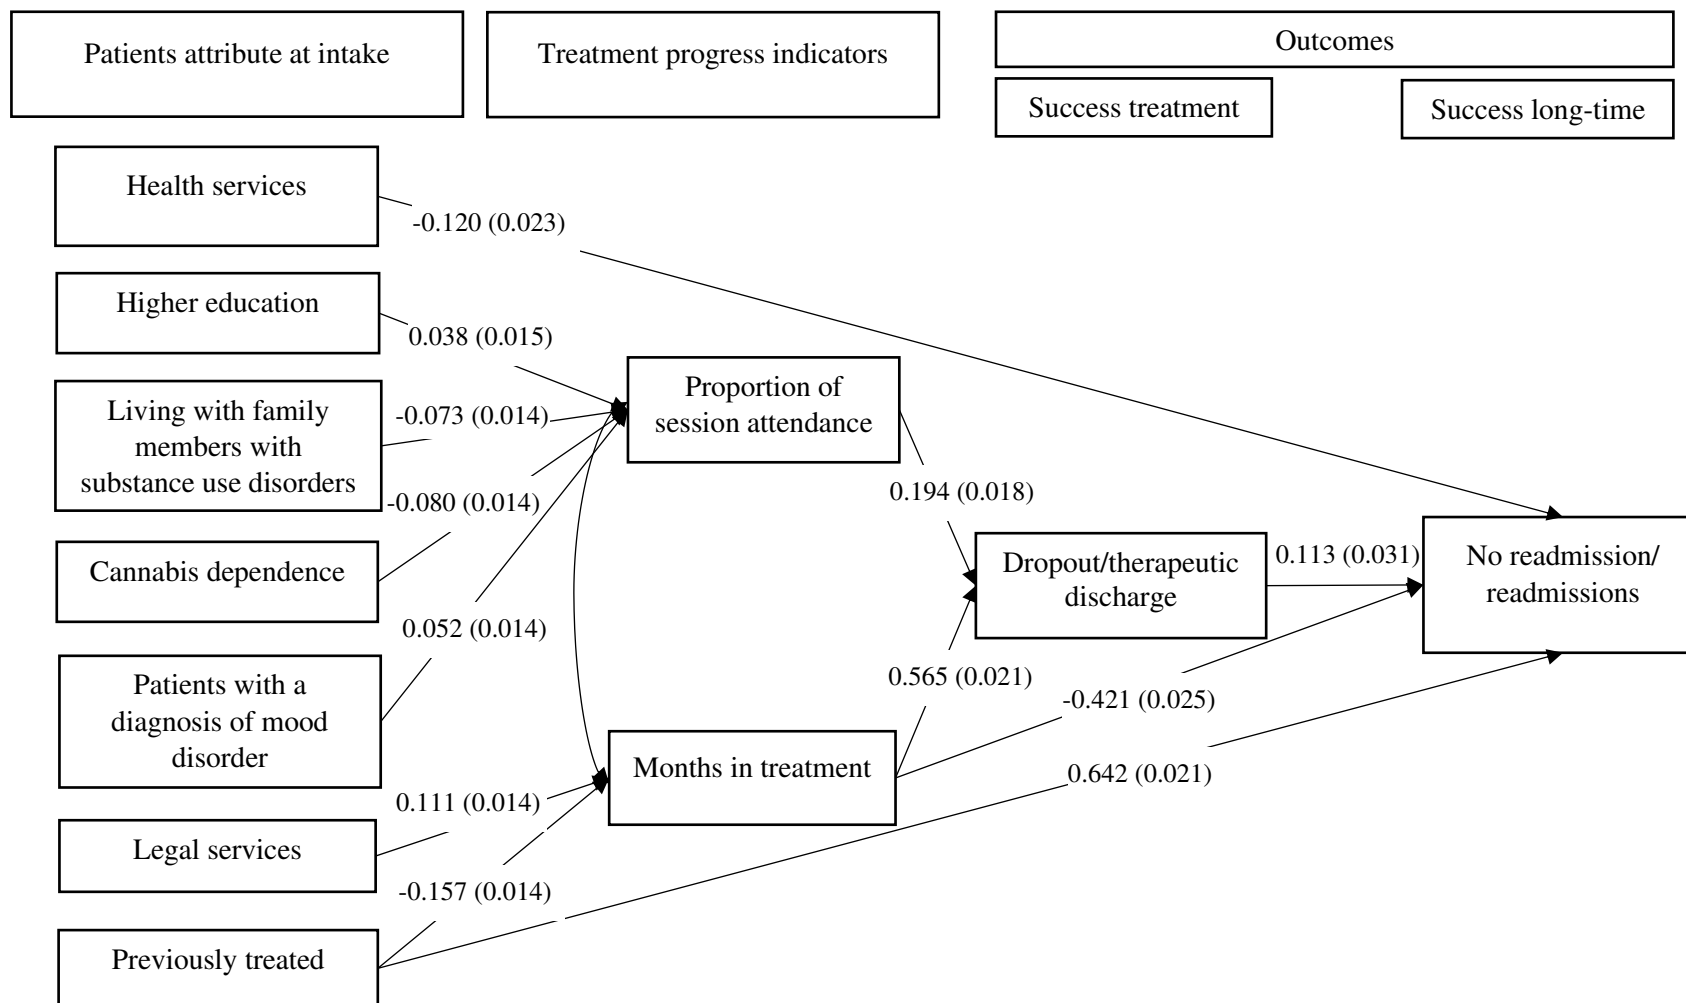 Patients attribute at intake
Treatment progress indicators
Outcomes
Success treatment
Success long-time
Health services
-0.120 (0.023)
Higher education
0.038 (0.015)
Living with family
members with
substance use disorders
-0.073 (0.014)
-0.080 (0.014)
Cannabis dependence
0.052 (0.014)
Patients with a
diagnosis of mood
disorder
Legal services
0.111 (0.014)
Previously treated
-0.157 (0.014)
Proportion of
session attendance
Months in treatment
0.194 (0.018)
0.565 (0.021)
Dropout/therapeutic
discharge
0.113 (0.031)
-0.421 (0.025)
0.642 (0.021)
No readmission/
readmissions